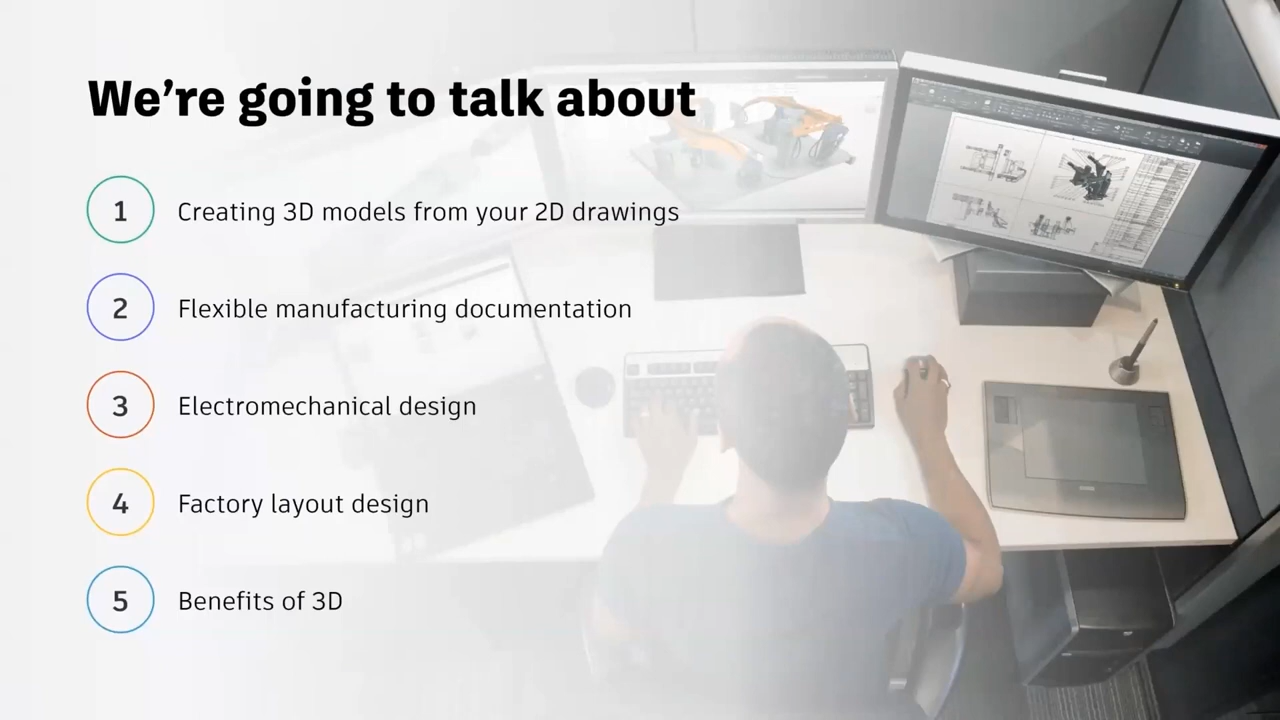 We’re going to talk about
1 Creating 3D models from your 2D drawings
2 Flexible manufacturing documentation
3 Electromechanical design
4 Factory layout design
5 Benefits of 3D